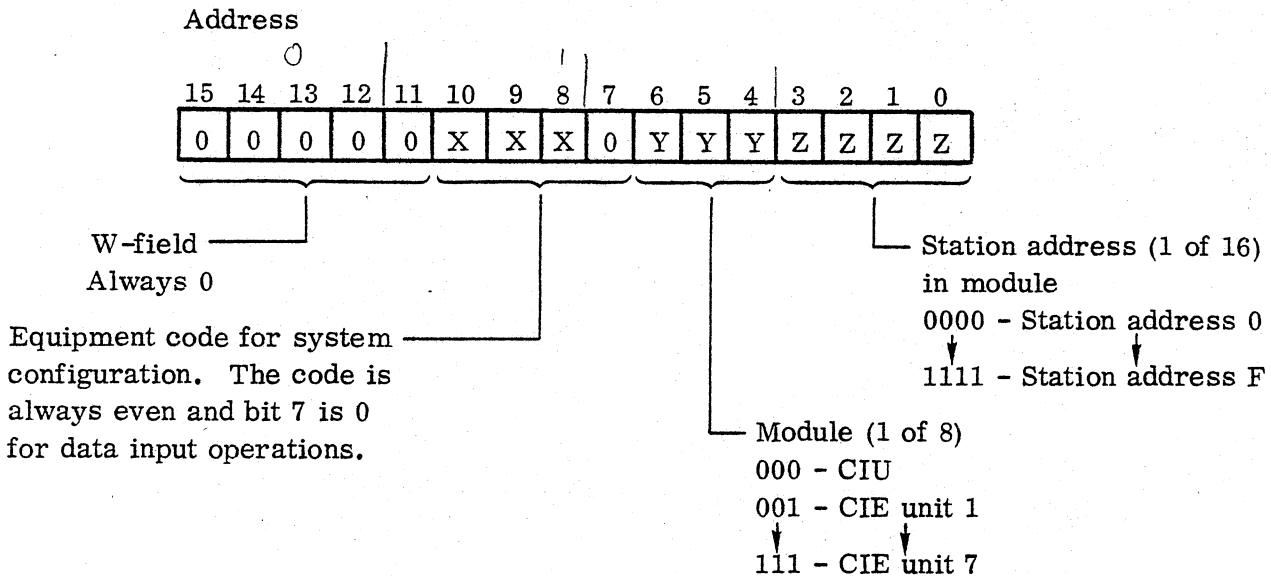 Address
0 1
15 14 13 12 11 10 9 8 7 6 5 4 3 2 1 0
0 0 0 0 0 X X X 0 Y Y Y Z Z Z Z
W-field
Always 0
Equipment code for system
configuration. The code is
always even and bit 7 is 0
for data input operations.
Module (1 of 8)
000 - CIU
001 - CIE unit 1
111 - CIE unit 7
Station address (1 of 16)
in module
0000 - Station address 0
1111 - Station address F